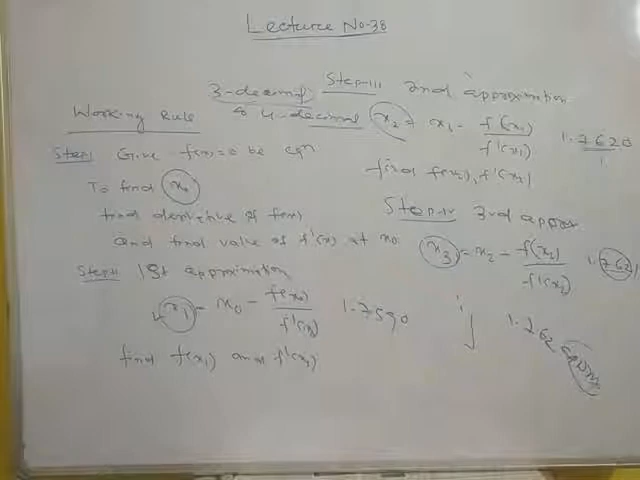 Lecture No-38
Working Rule
Step I Give f(x)=0 be eqn
To find x₀
find derivative of f(x)
and find value of f'(x) at x₀
Step II 1st approximation
x₁ = x₀ - f(x₀)/f'(x₀) 1.7590
find f(x₁) and f'(x₁)
3-decimal
& 4-decimal
Step-III 2nd approximation
x₂ = x₁ - f(x₁)/f'(x₁) 1.7620
find f(x₂), f'(x₂)
Step-IV 3rd approx
x₃ = x₂ - f(x₂)/f'(x₂) 1.762
1.762